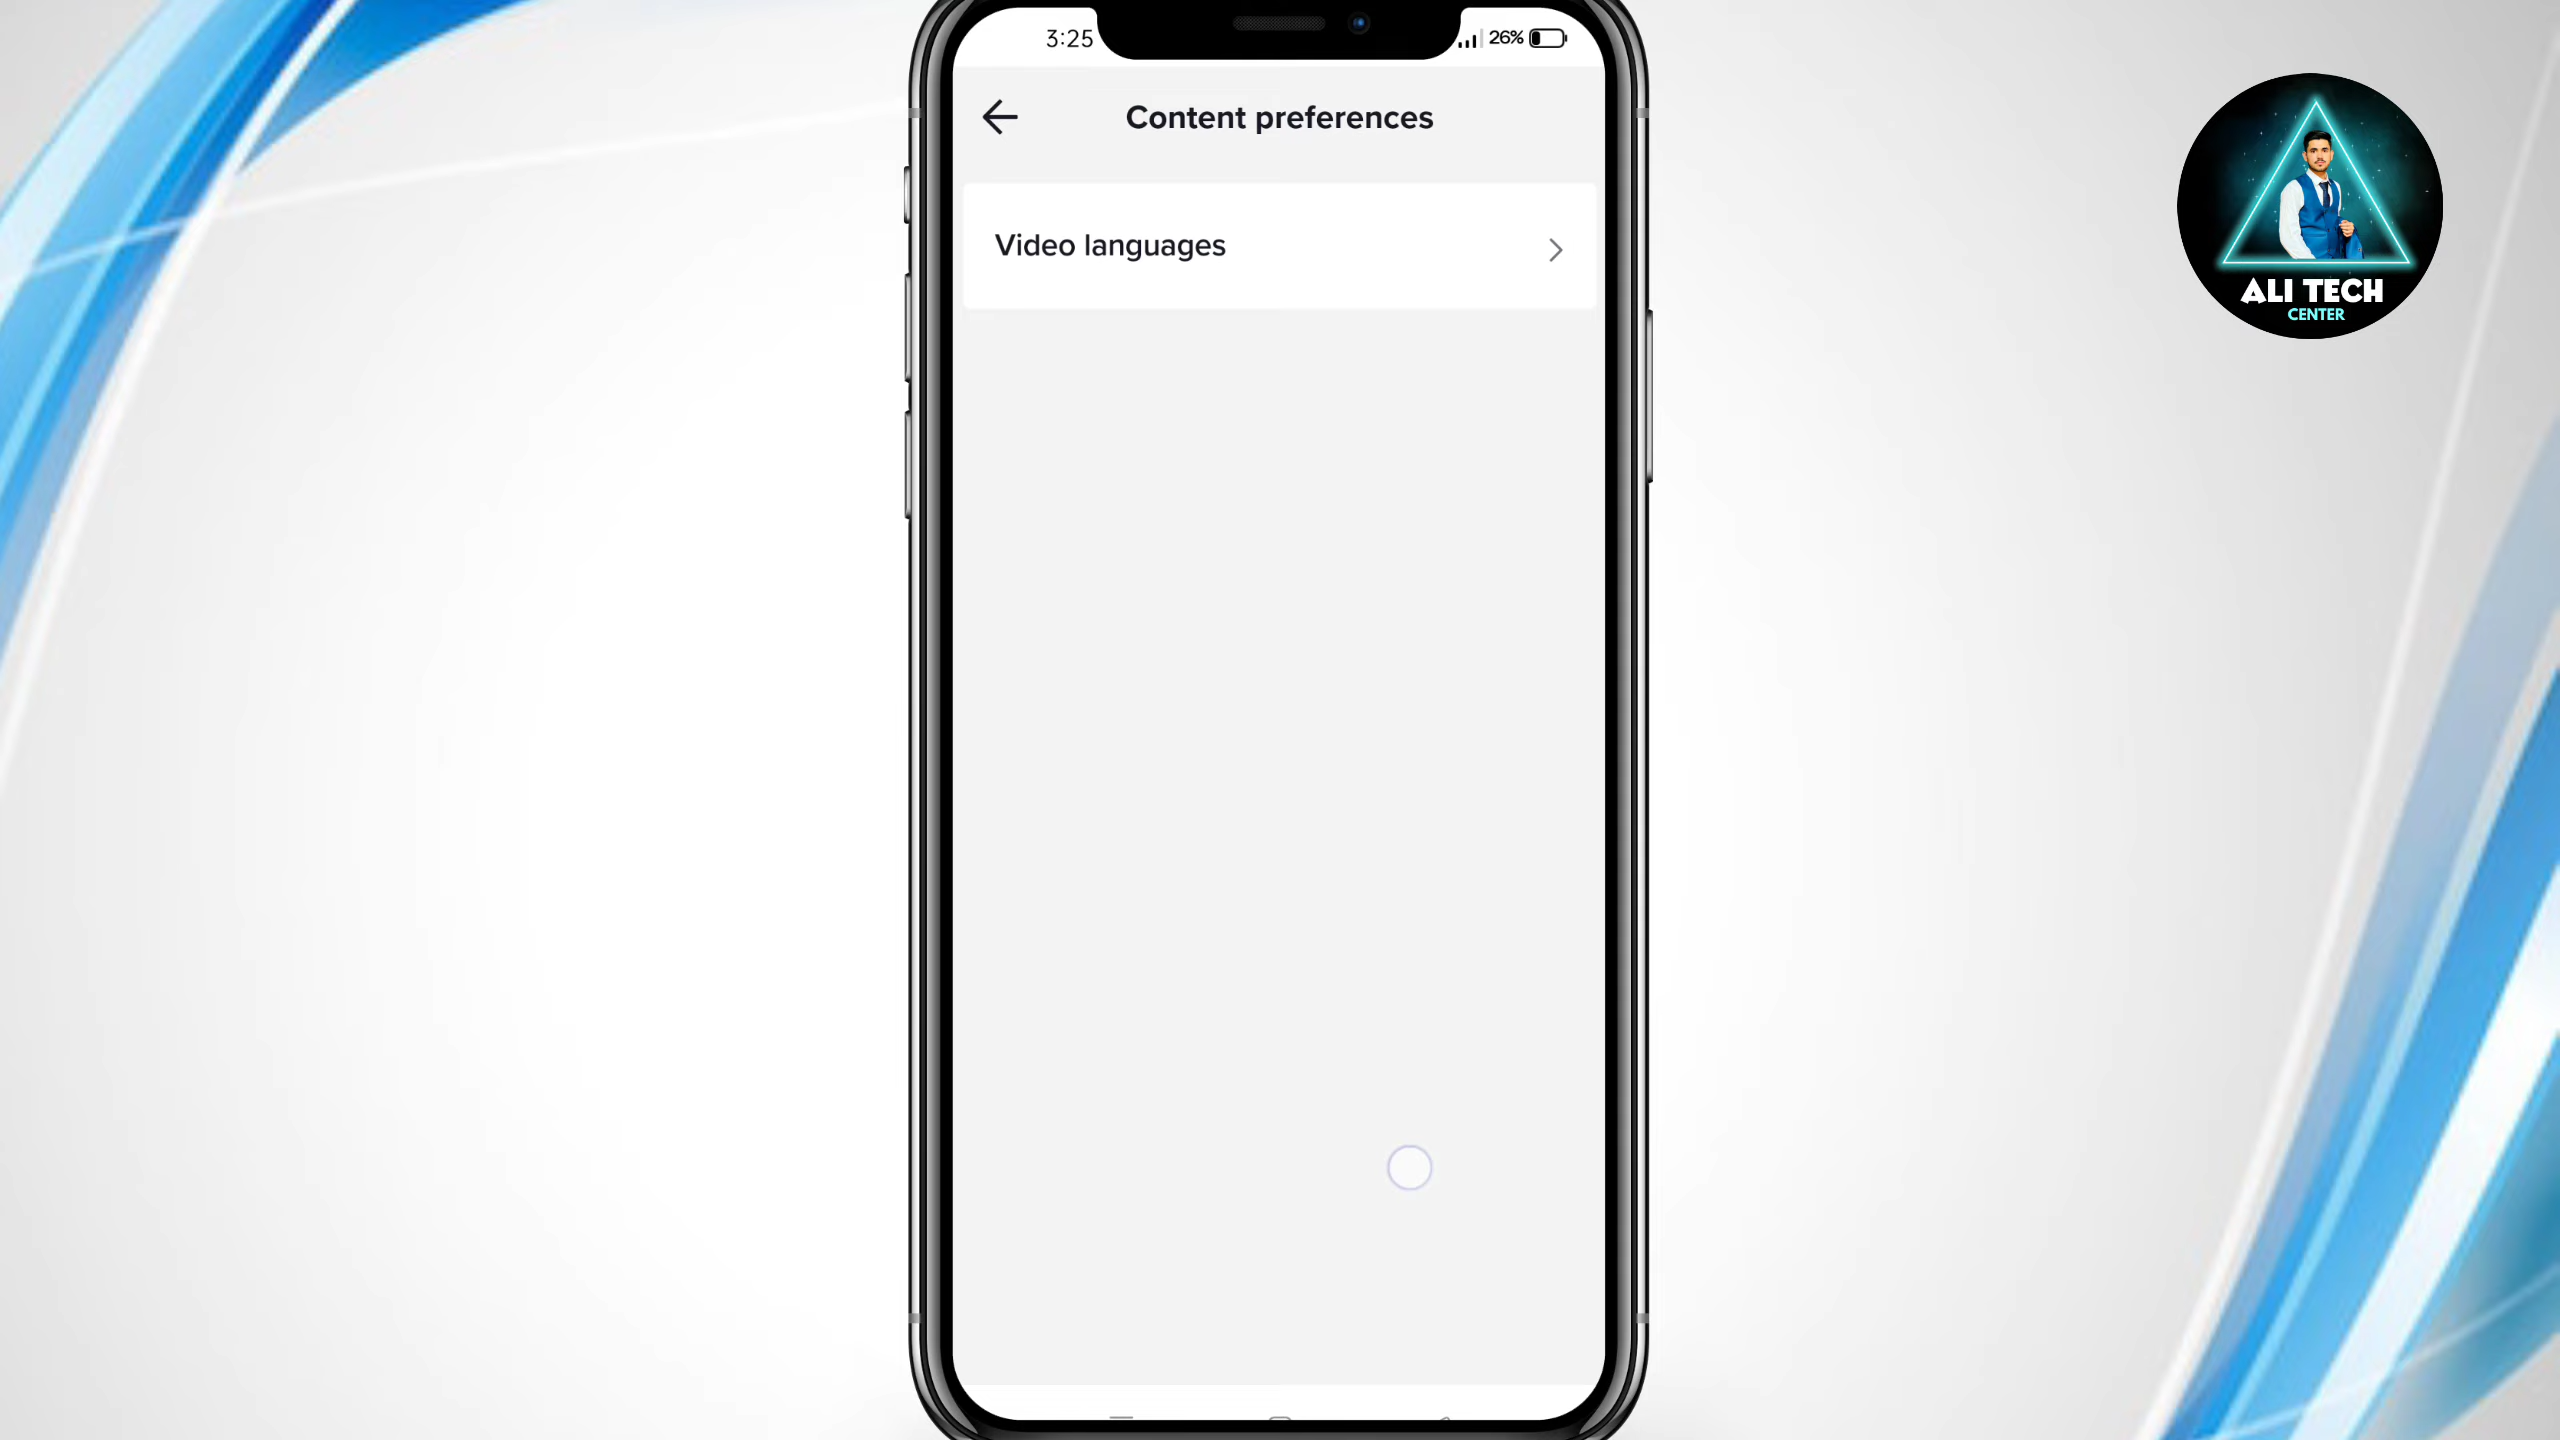 3:25
26%
Content preferences
Video languages
ALI TECH
CENTER